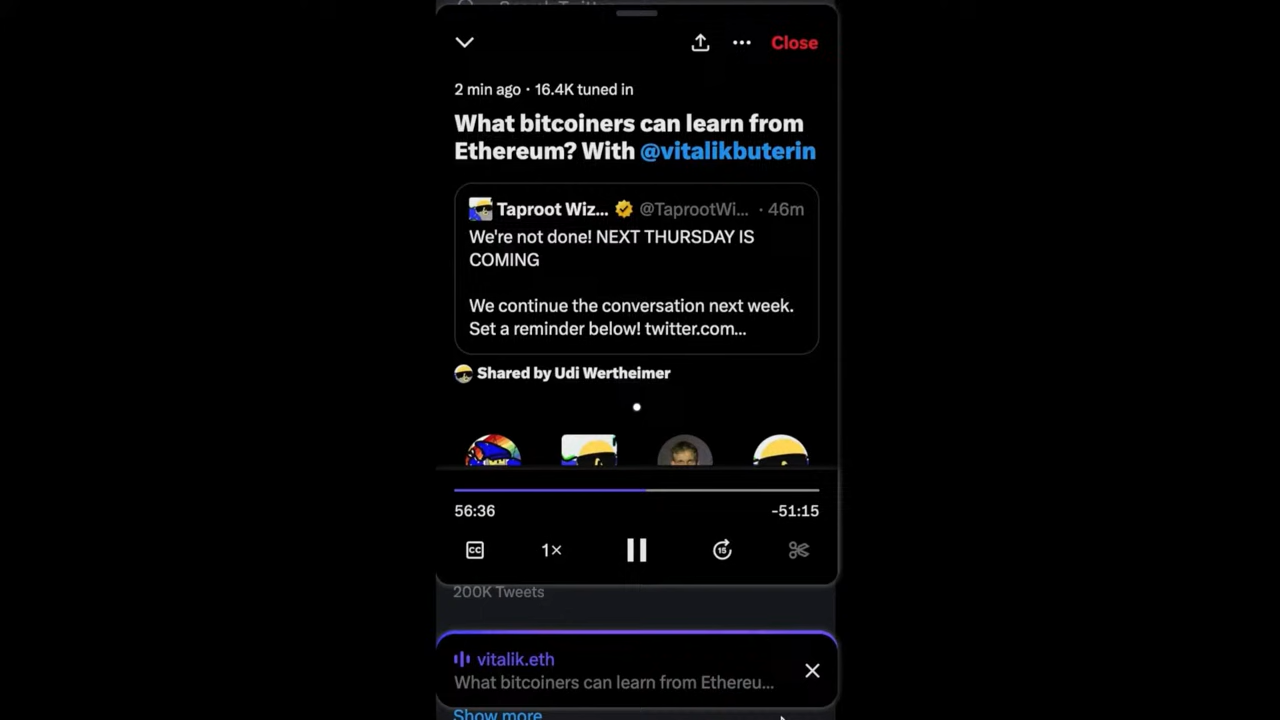 Close
2 min ago · 16.4K tuned in
What bitcoiners can learn from
Ethereum? With @vitalikbuterin
Taproot Wiz... @TaprootWi... · 46m
We're not done! NEXT THURSDAY IS
COMING
We continue the conversation next week.
Set a reminder below! twitter.com...
Shared by Udi Wertheimer
56:36
-51:15
CC
1×
15
200K Tweets
vitalik.eth
What bitcoiners can learn from Ethereu...
Show more